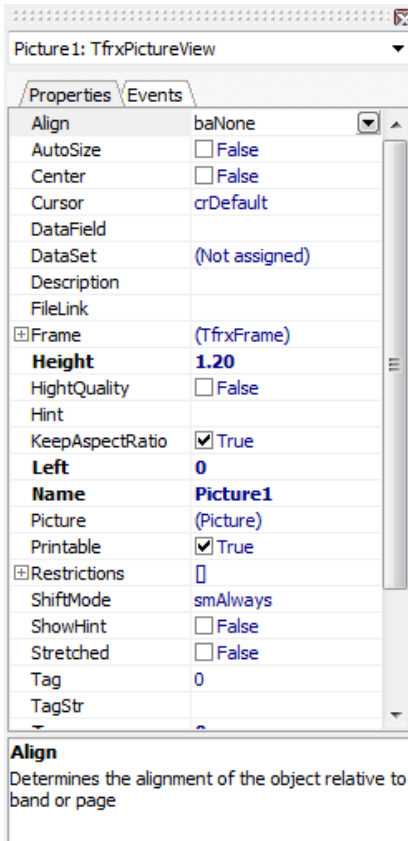 Picture1: TfrxPictureView
Properties Events
Align baNone
AutoSize False
Center False
Cursor crDefault
DataField
DataSet (Not assigned)
Description
FileLink
Frame (TfrxFrame)
Height 1.20
HightQuality False
Hint
KeepAspectRatio True
Left 0
Name Picture1
Picture (Picture)
Printable True
Restrictions []
ShiftMode smAlways
ShowHint False
Stretched False
Tag 0
TagStr
Align
Determines the alignment of the object relative to
band or page